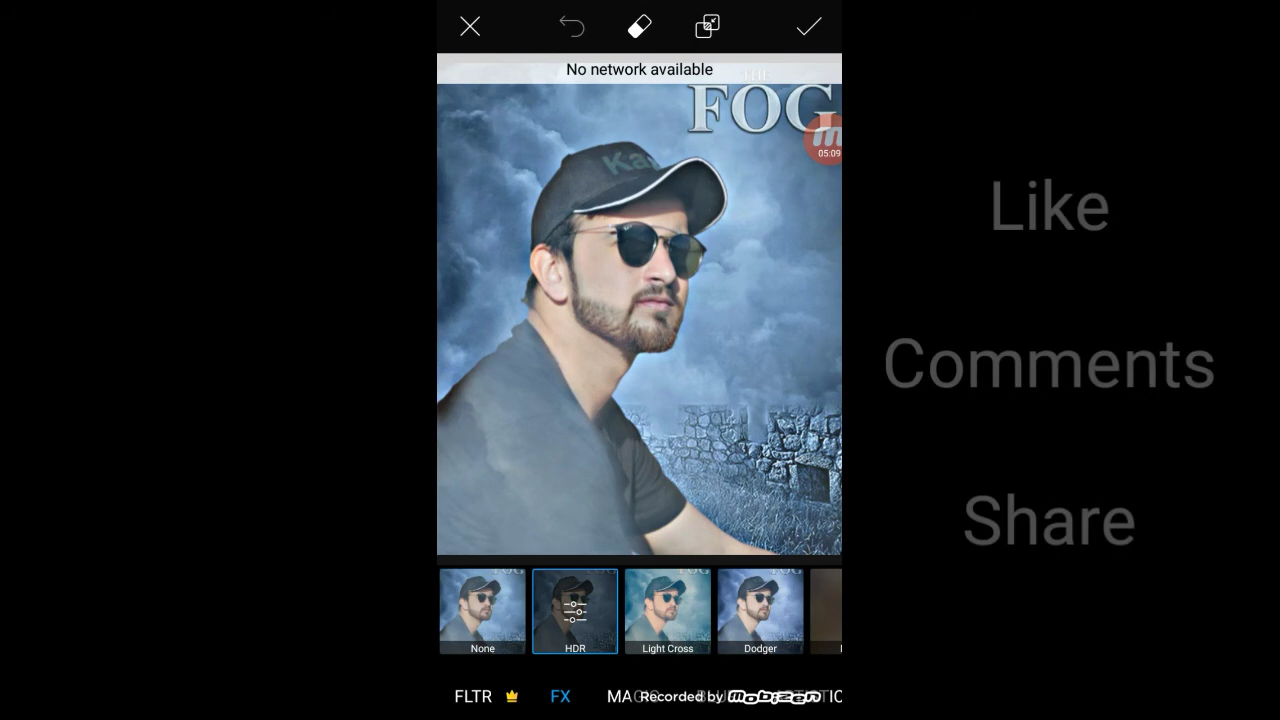 No network available
THE
FOG
05:09
Like
Comments
Share
None
HDR
Light Cross
Dodger
FLTR
FX
Recorded by mobizen